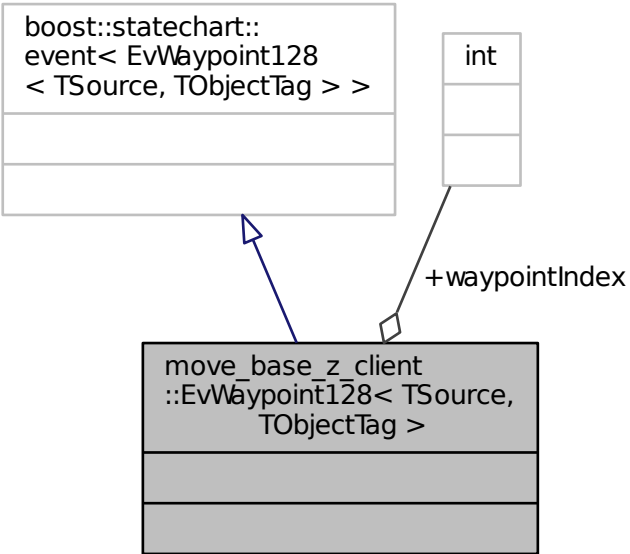 boost::statechart::
event< EvWaypoint128
< TSource, TObjectTag > >
int
+waypointIndex
move_base_z_client
::EvWaypoint128< TSource,
TObjectTag >